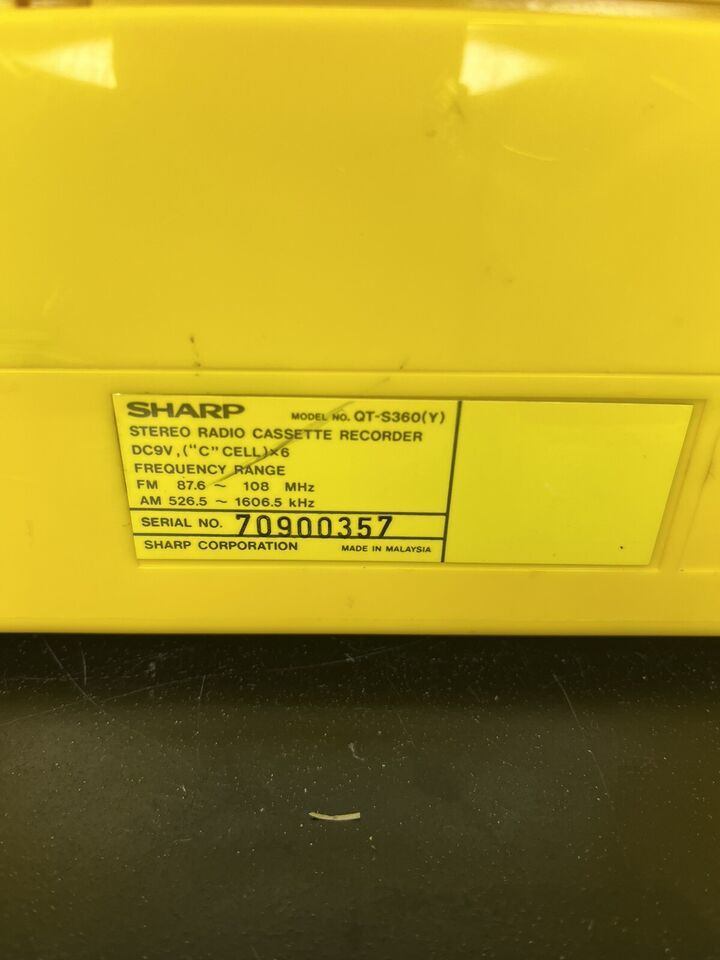 SHARP MODEL NO. QT-S360(Y)
STEREO RADIO CASSETTE RECORDER
DC9V, ("C" CELL)×6
FREQUENCY RANGE
FM 87.6 ~ 108 MHz
AM 526.5 ~ 1606.5 kHz
SERIAL NO. 70900357
SHARP CORPORATION MADE IN MALAYSIA